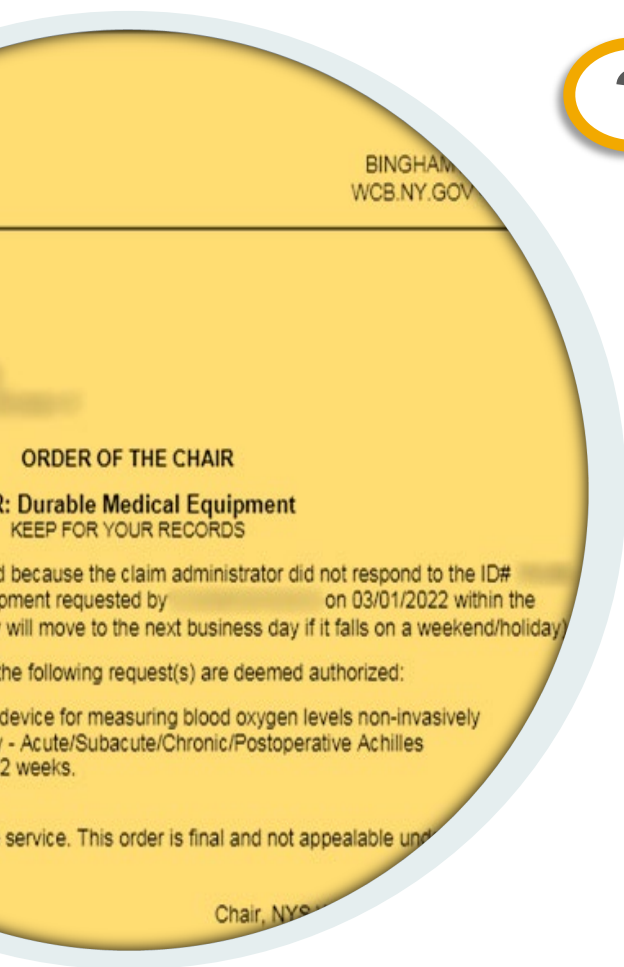 BINGHAM
WCB.NY.GOV
ORDER OF THE CHAIR
R: Durable Medical Equipment
KEEP FOR YOUR RECORDS
d because the claim administrator did not respond to the ID#
pment requested by on 03/01/2022 within the
will move to the next business day if it falls on a weekend/holiday)
the following request(s) are deemed authorized:
device for measuring blood oxygen levels non-invasively
- Acute/Subacute/Chronic/Postoperative Achilles
2 weeks.
service. This order is final and not appealable und
Chair, NYS